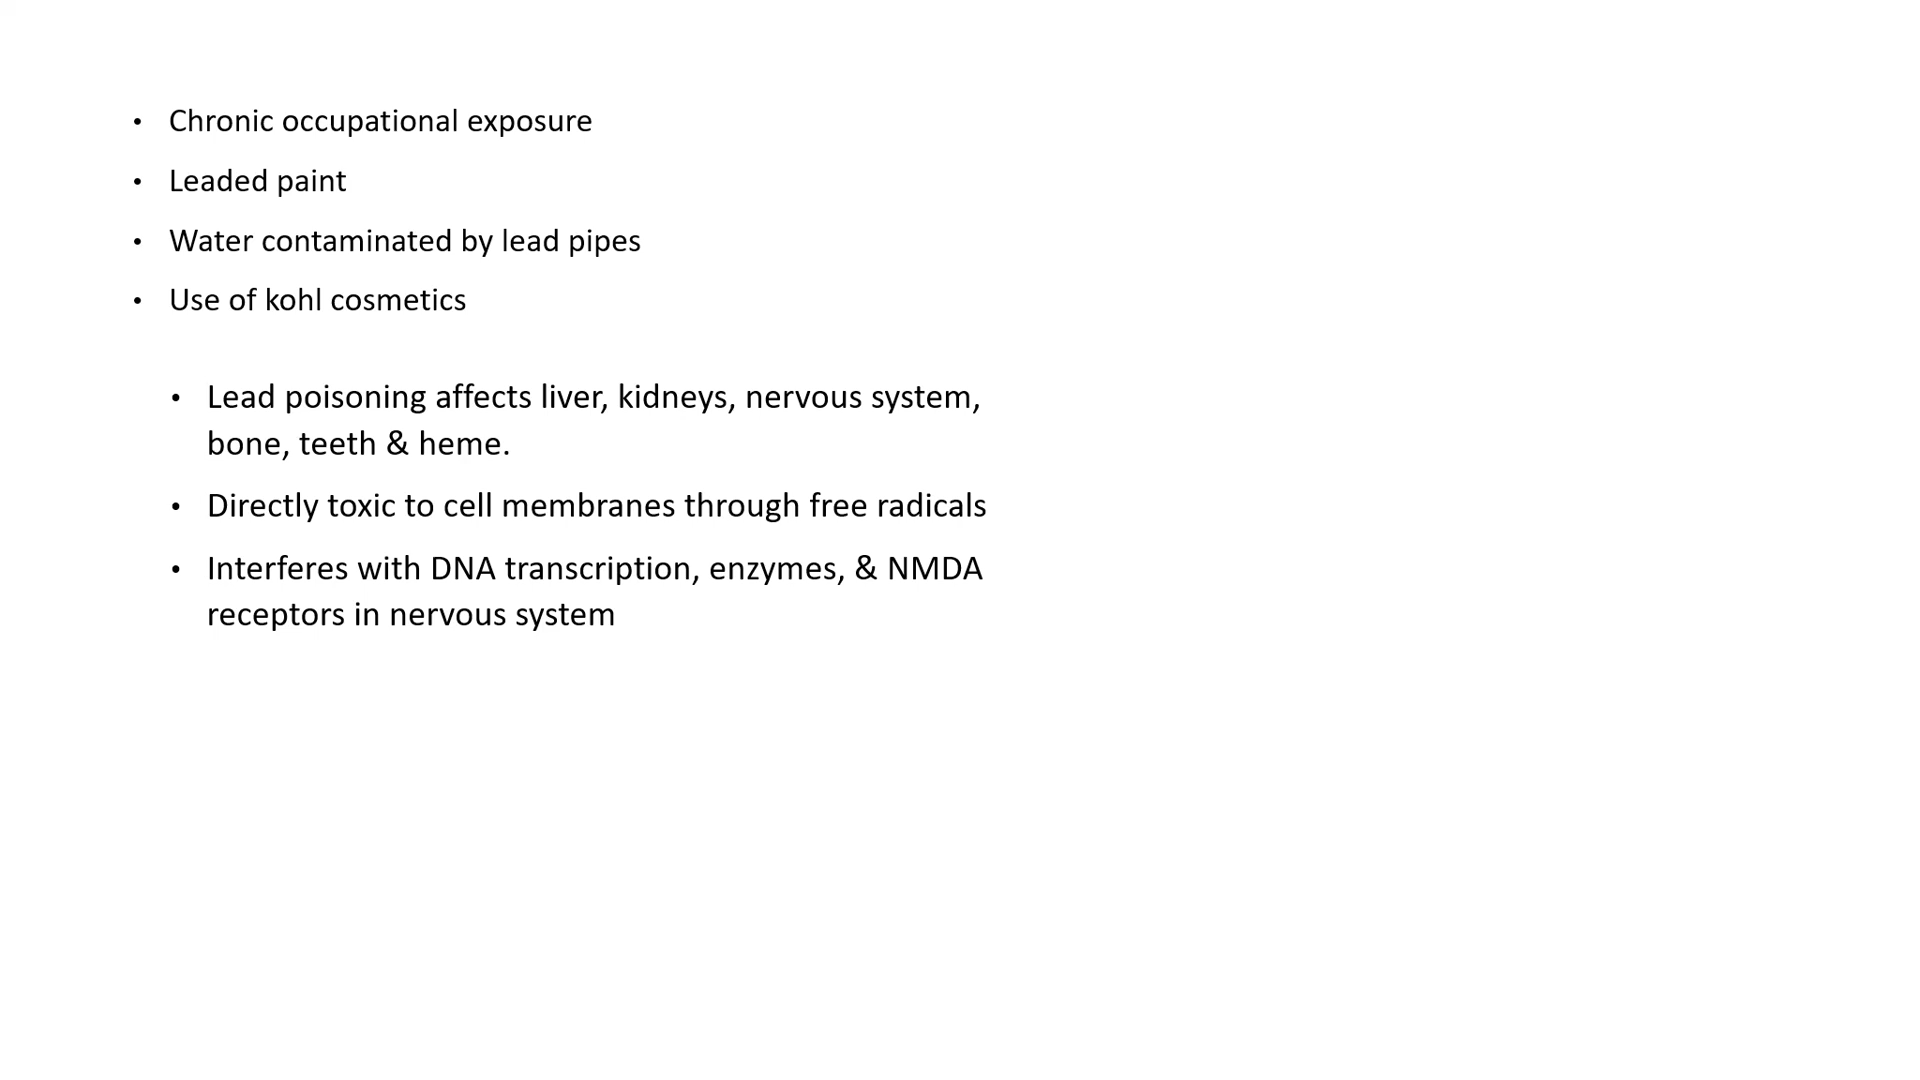 • Chronic occupational exposure
• Leaded paint
• Water contaminated by lead pipes
• Use of kohl cosmetics
• Lead poisoning affects liver, kidneys, nervous system,
bone, teeth & heme.
• Directly toxic to cell membranes through free radicals
• Interferes with DNA transcription, enzymes, & NMDA
receptors in nervous system